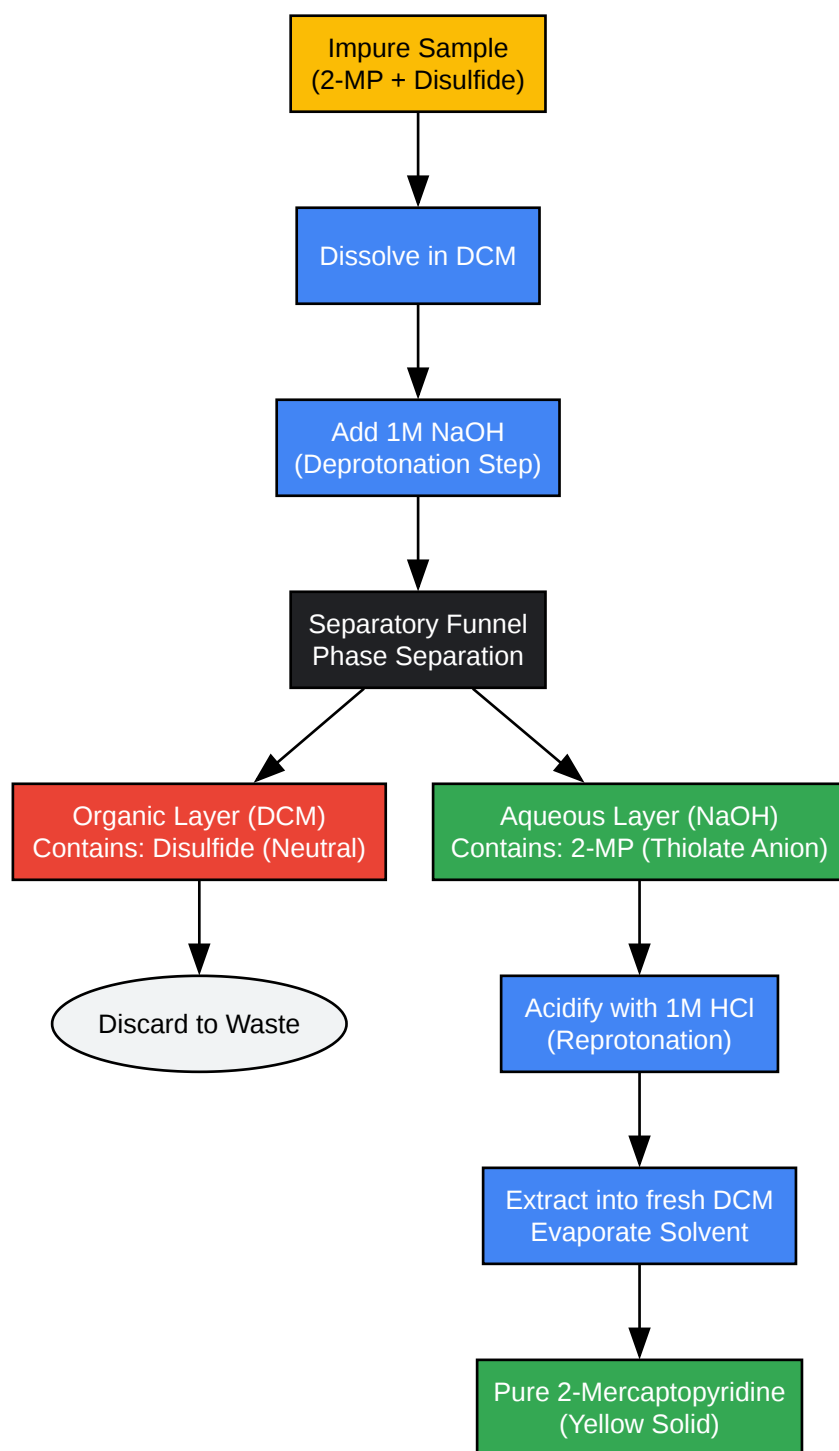 Impure Sample
(2-MP + Disulfide)
Dissolve in DCM
Add 1M NaOH
(Deprotonation Step)
Separatory Funnel
Phase Separation
Organic Layer (DCM)
Contains: Disulfide (Neutral)
Aqueous Layer (NaOH)
Contains: 2-MP (Thiolate Anion)
Discard to Waste
Acidify with 1M HCl
(Reprotonation)
Extract into fresh DCM
Evaporate Solvent
Pure 2-Mercaptopyridine
(Yellow Solid)